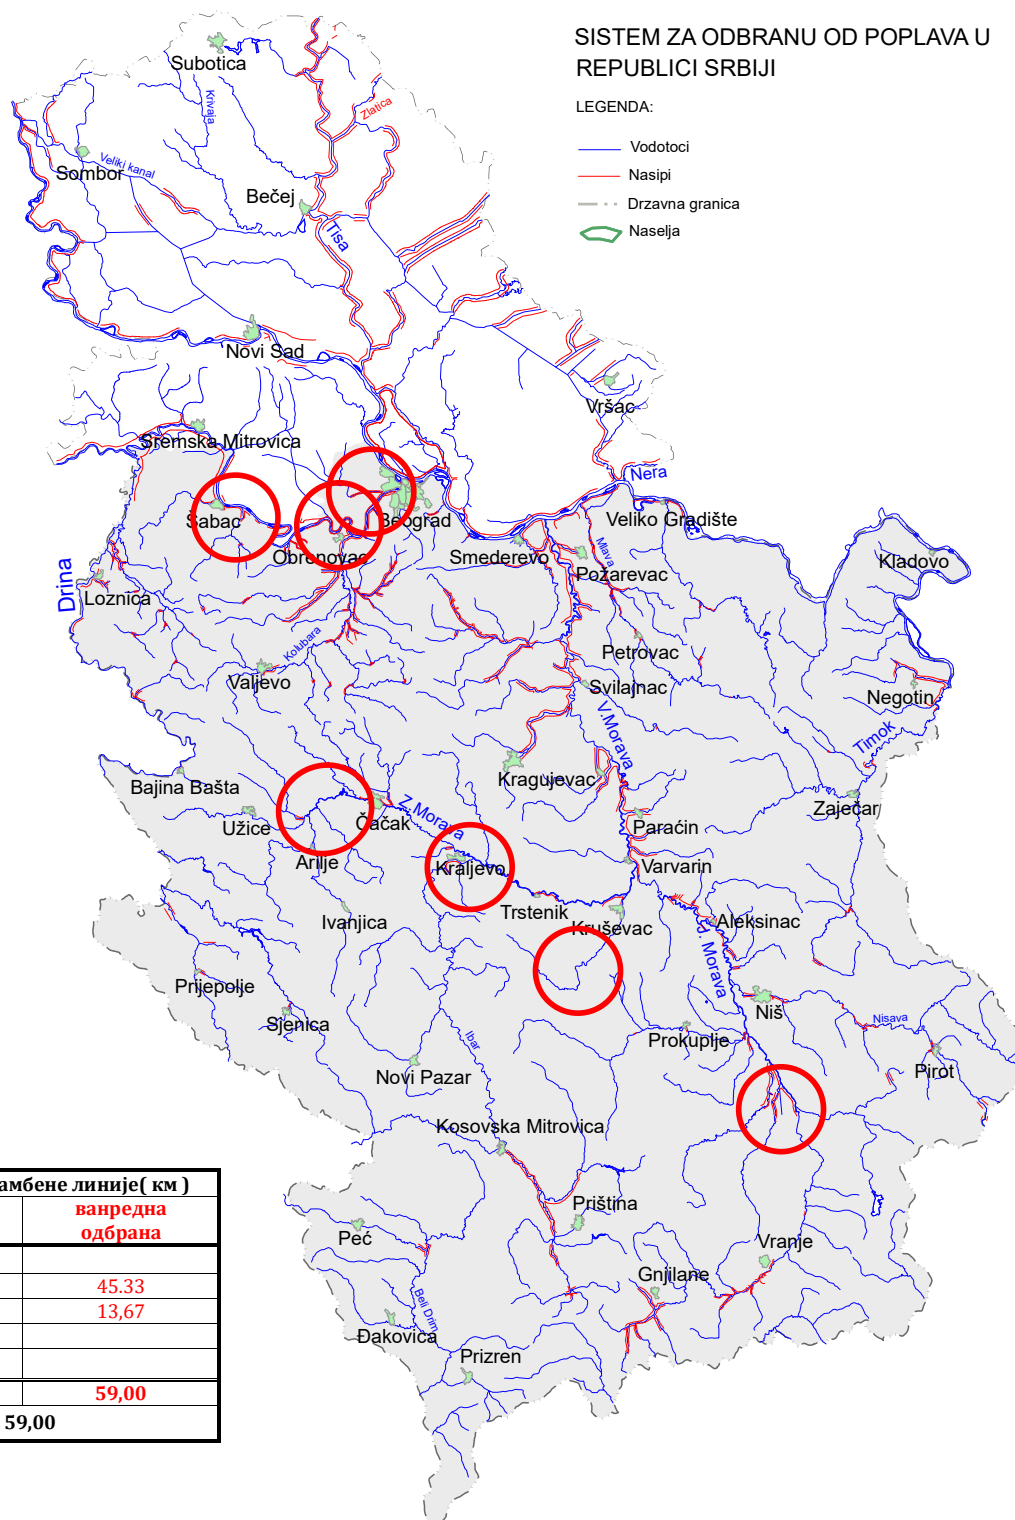 SISTEM ZA ODBRANU OD POPLAVA U
REPUBLICI SRBIJI
LEGENDA:
Vodotoci
Nasipi
Drzavna granica
Naselja
Subotica
Krivaja
Zlatica
Sombor
Veliki kanal
Bečej
Tisa
Novi Sad
Vršac
Sremska Mitrovica
Nera
Šabac
Beograd
Veliko Gradište
Obrenovac
Smederevo
Mlava
Požarevac
Kladovo
Drina
Loznica
Kolubara
Petrovac
Valjevo
Svilajnac
Negotin
V.Morava
Timok
Bajina Bašta
Kragujevac
Užice
Čačak
Z.Morava
Paraćin
Zaječar
Arilje
Kraljevo
Varvarin
Ivanjica
Trstenik
Kruševac
Aleksinac
J. Morava
Prijepolje
Sjenica
Niš
Nisava
Ibar
Prokuplje
Pirot
Novi Pazar
Kosovska Mitrovica
Peć
Priština
Vranje
Gnjilane
Beli Drim
Đakovica
Prizren
амбене линије( км )
ванредна
одбрана
45.33
13,67
59,00
59,00